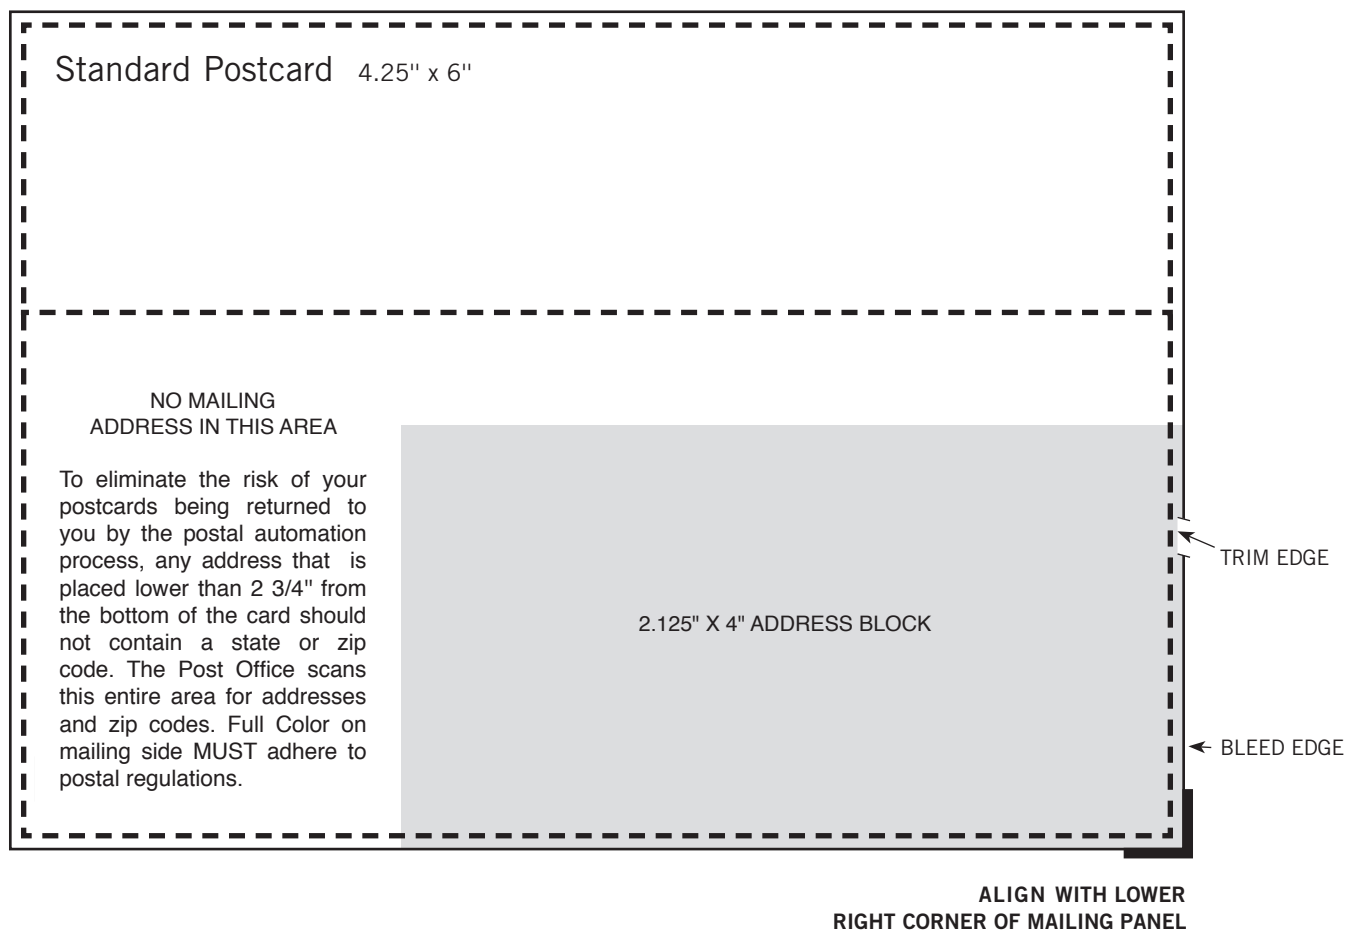 Standard Postcard 4.25" x 6"
NO MAILING
ADDRESS IN THIS AREA
To eliminate the risk of your
postcards being returned to
you by the postal automation
process, any address that is
placed lower than 2 3/4" from
the bottom of the card should
not contain a state or zip
code. The Post Office scans
this entire area for addresses
and zip codes. Full Color on
mailing side MUST adhere to
postal regulations.
2.125" X 4" ADDRESS BLOCK
TRIM EDGE
BLEED EDGE
ALIGN WITH LOWER
RIGHT CORNER OF MAILING PANEL